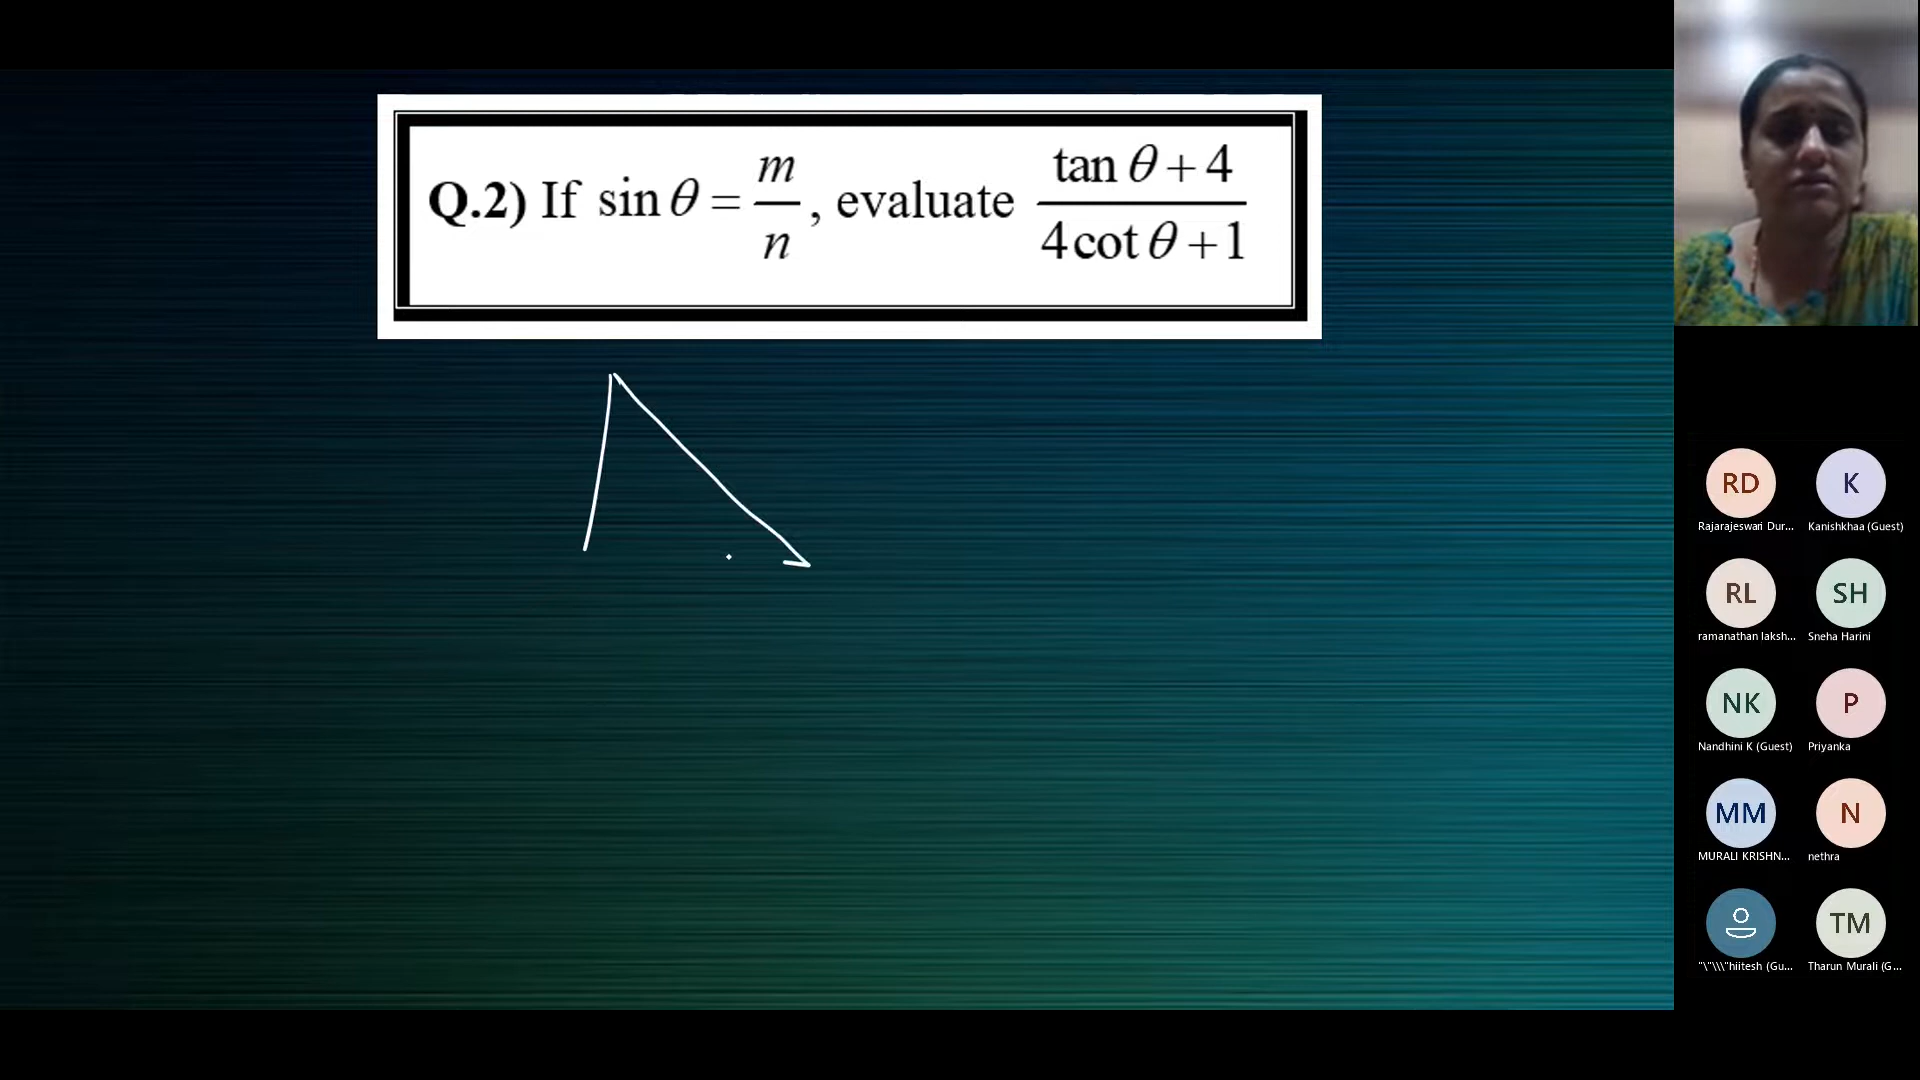 Q.2) If sin θ = m/n, evaluate (tan θ + 4)/(4 cot θ + 1)
RD
K
Rajarajeswari Dur...
Kanishkhaa (Guest)
RL
SH
ramanathan laksh...
Sneha Harini
NK
P
Nandhini K (Guest)
Priyanka
MM
N
MURALI KRISHN...
nethra
TM
"\"\\\"hiitesh (Gu...
Tharun Murali (G...